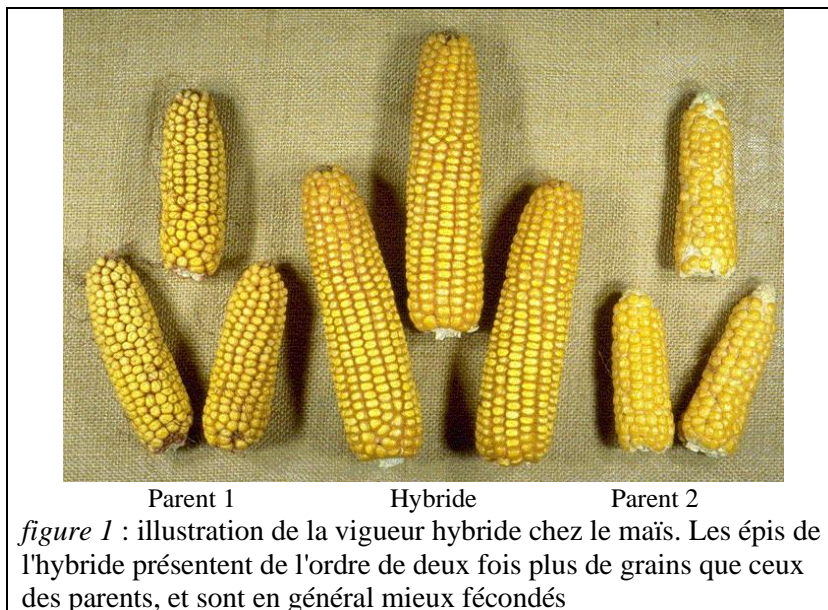 Parent 1 Hybride Parent 2
figure 1 : illustration de la vigueur hybride chez le maïs. Les épis de
l'hybride présentent de l'ordre de deux fois plus de grains que ceux
des parents, et sont en général mieux fécondés